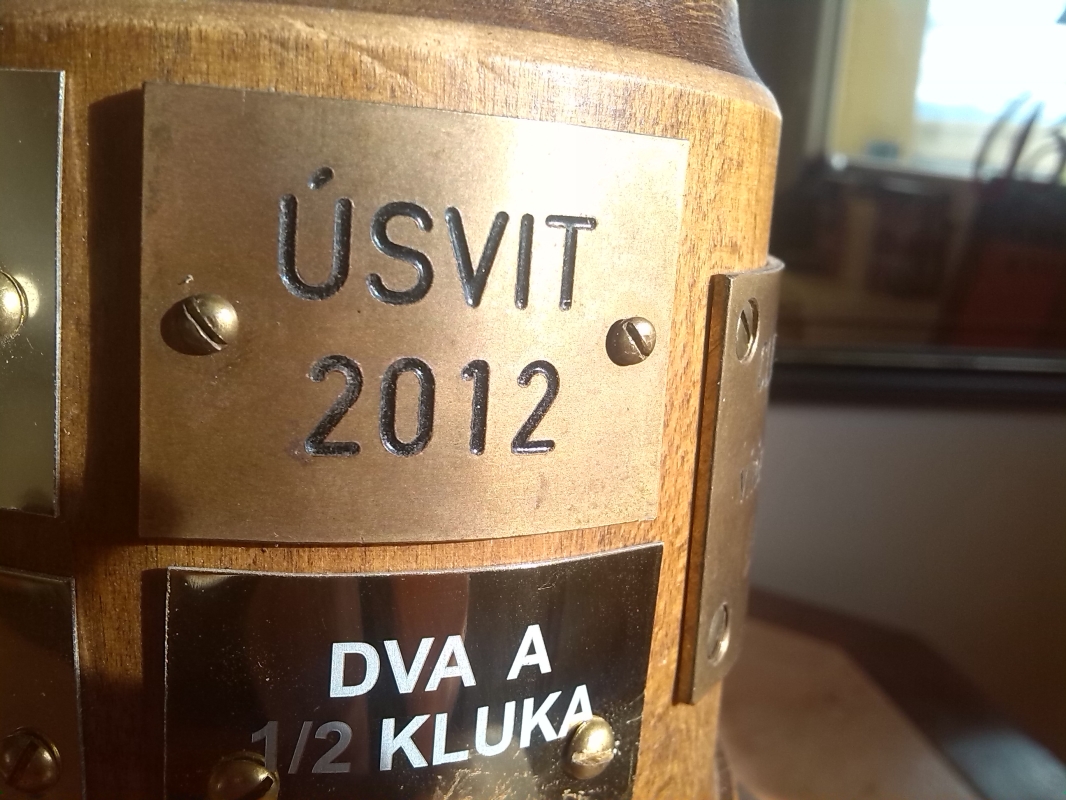 ÚSVIT
2012
DVA A
1/2 KLUKA